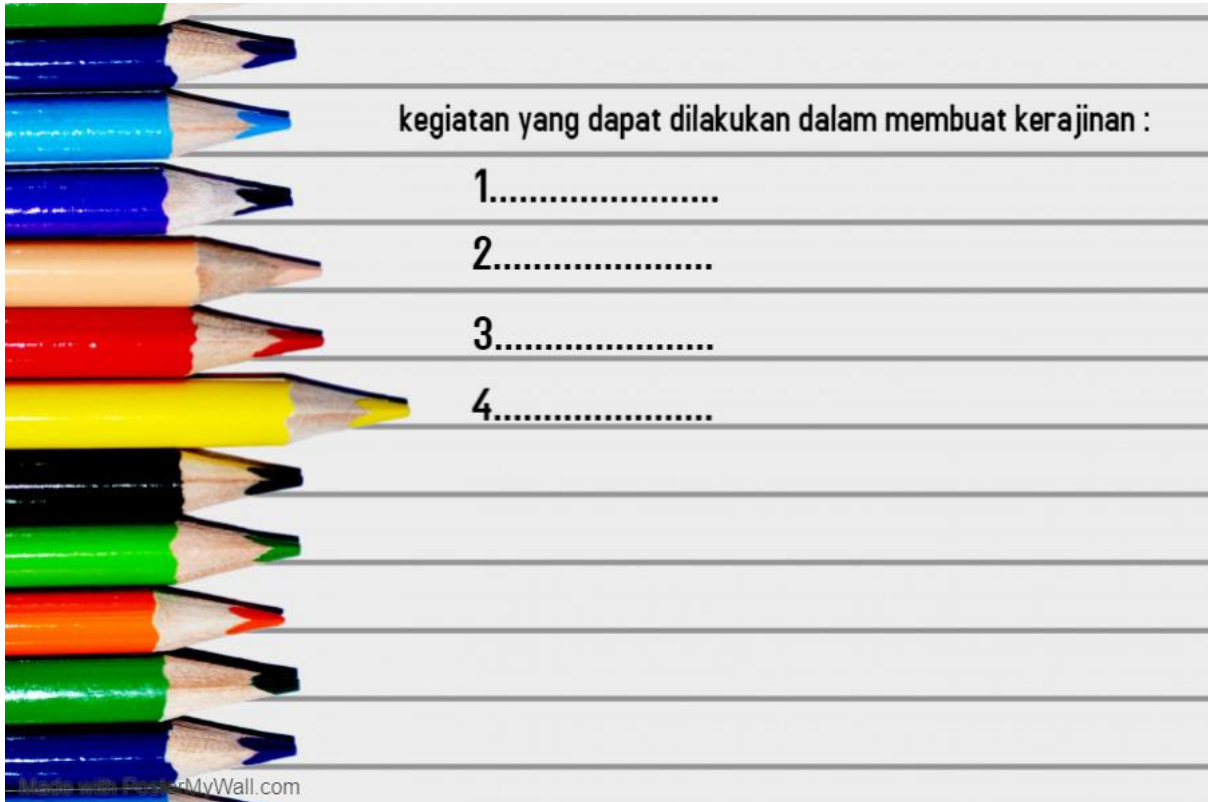 kegiatan yang dapat dilakukan dalam membuat kerajinan :
1.......................
2......................
3......................
4......................
Made with PosterMyWall.com